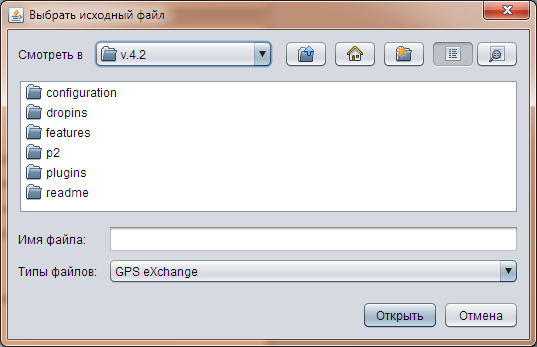 Выбрать исходный файл
Смотреть в v.4.2
configuration
dropins
features
p2
plugins
readme
Имя файла:
Типы файлов: GPS eXchange
Открыть Отмена